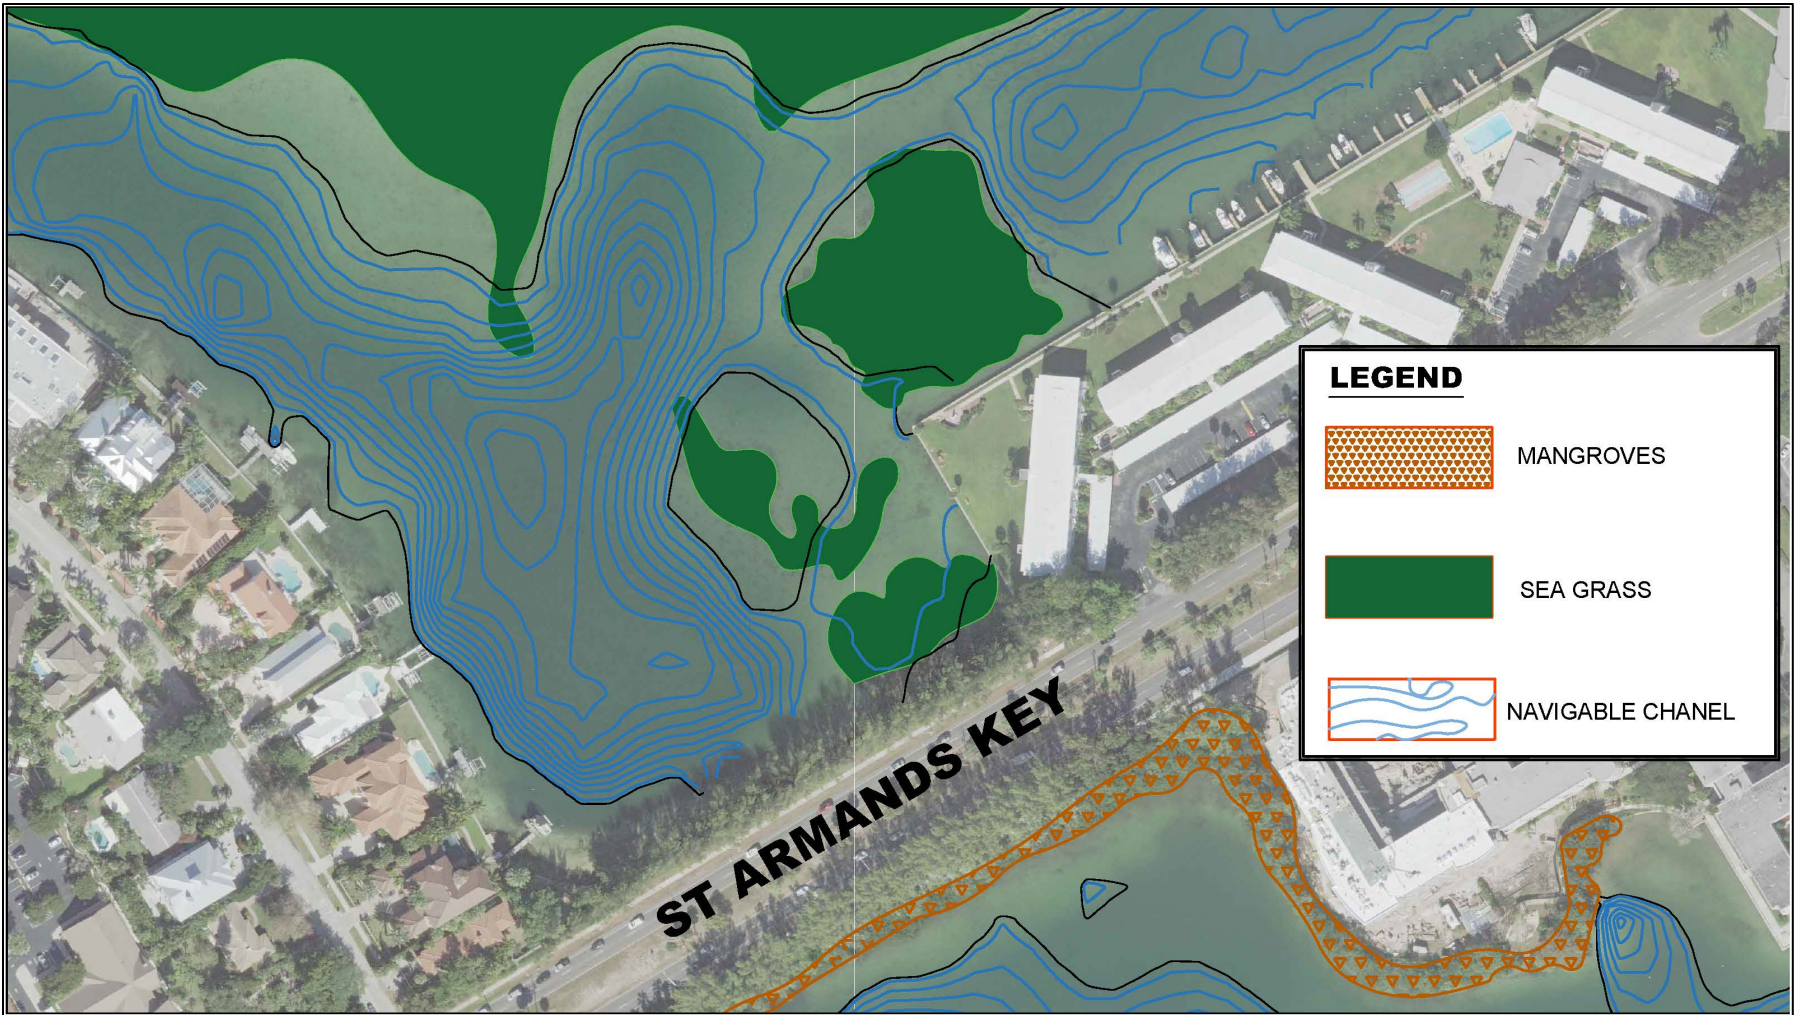 LEGEND
MANGROVES
SEA GRASS
NAVIGABLE CHANEL
ST ARMANDS KEY